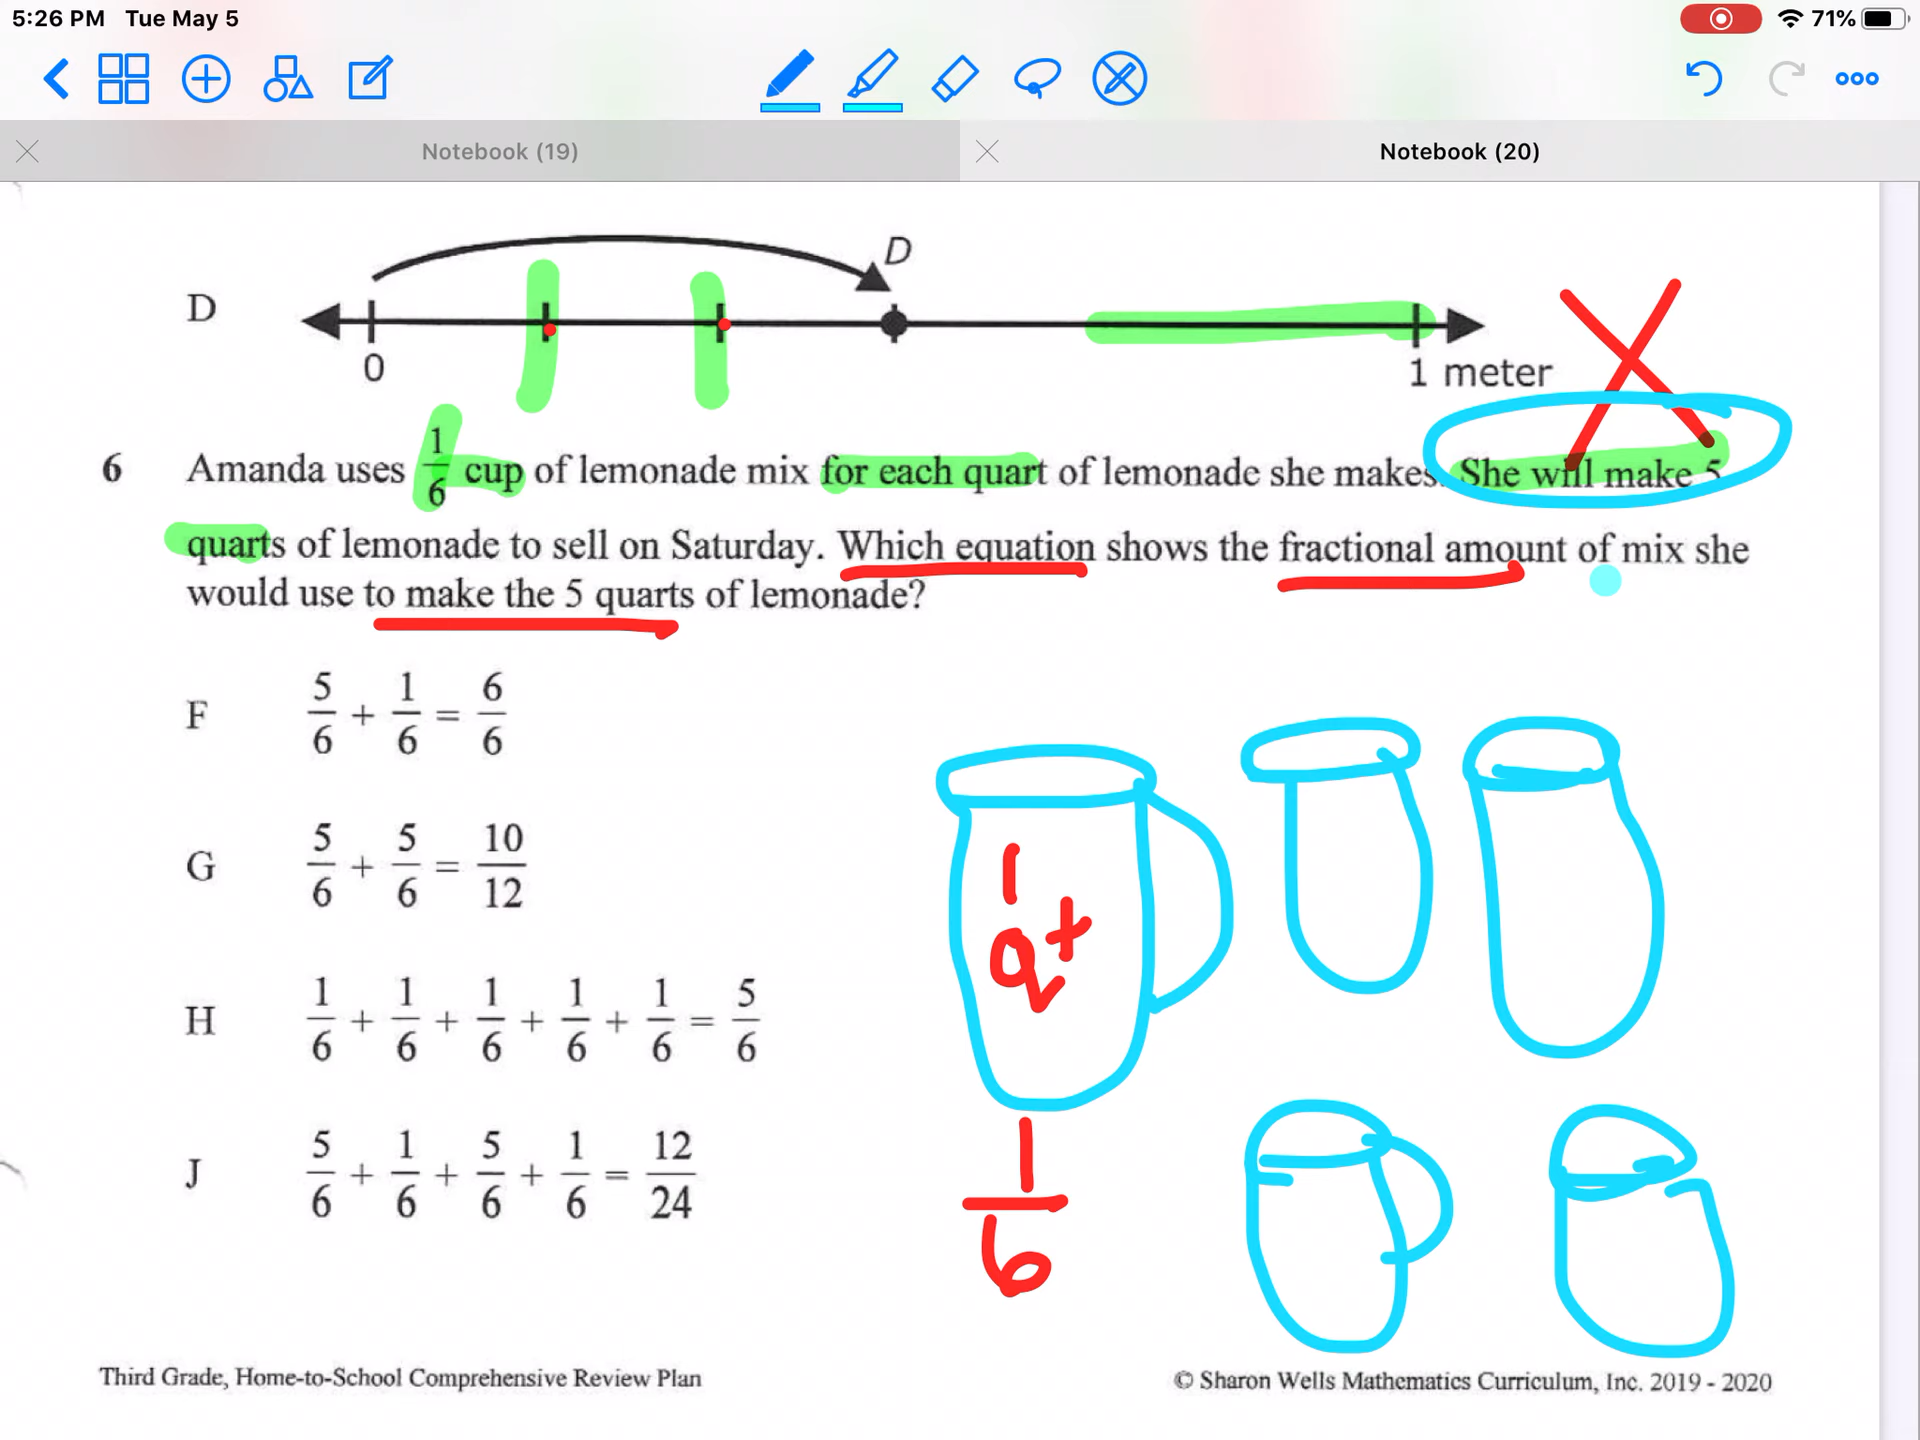 5:26 PM Tue May 5
71%
Notebook (19)
Notebook (20)
D
D
0
1 meter
6 Amanda uses 1/6 cup of lemonade mix for each quart of lemonade she makes. She will make 5
quarts of lemonade to sell on Saturday. Which equation shows the fractional amount of mix she
would use to make the 5 quarts of lemonade?
F 5/6 + 1/6 = 6/6
G 5/6 + 5/6 = 10/12
H 1/6 + 1/6 + 1/6 + 1/6 + 1/6 = 5/6
J 5/6 + 1/6 + 5/6 + 1/6 = 12/24
1
qt
1/6
Third Grade, Home-to-School Comprehensive Review Plan
© Sharon Wells Mathematics Curriculum, Inc. 2019 - 2020